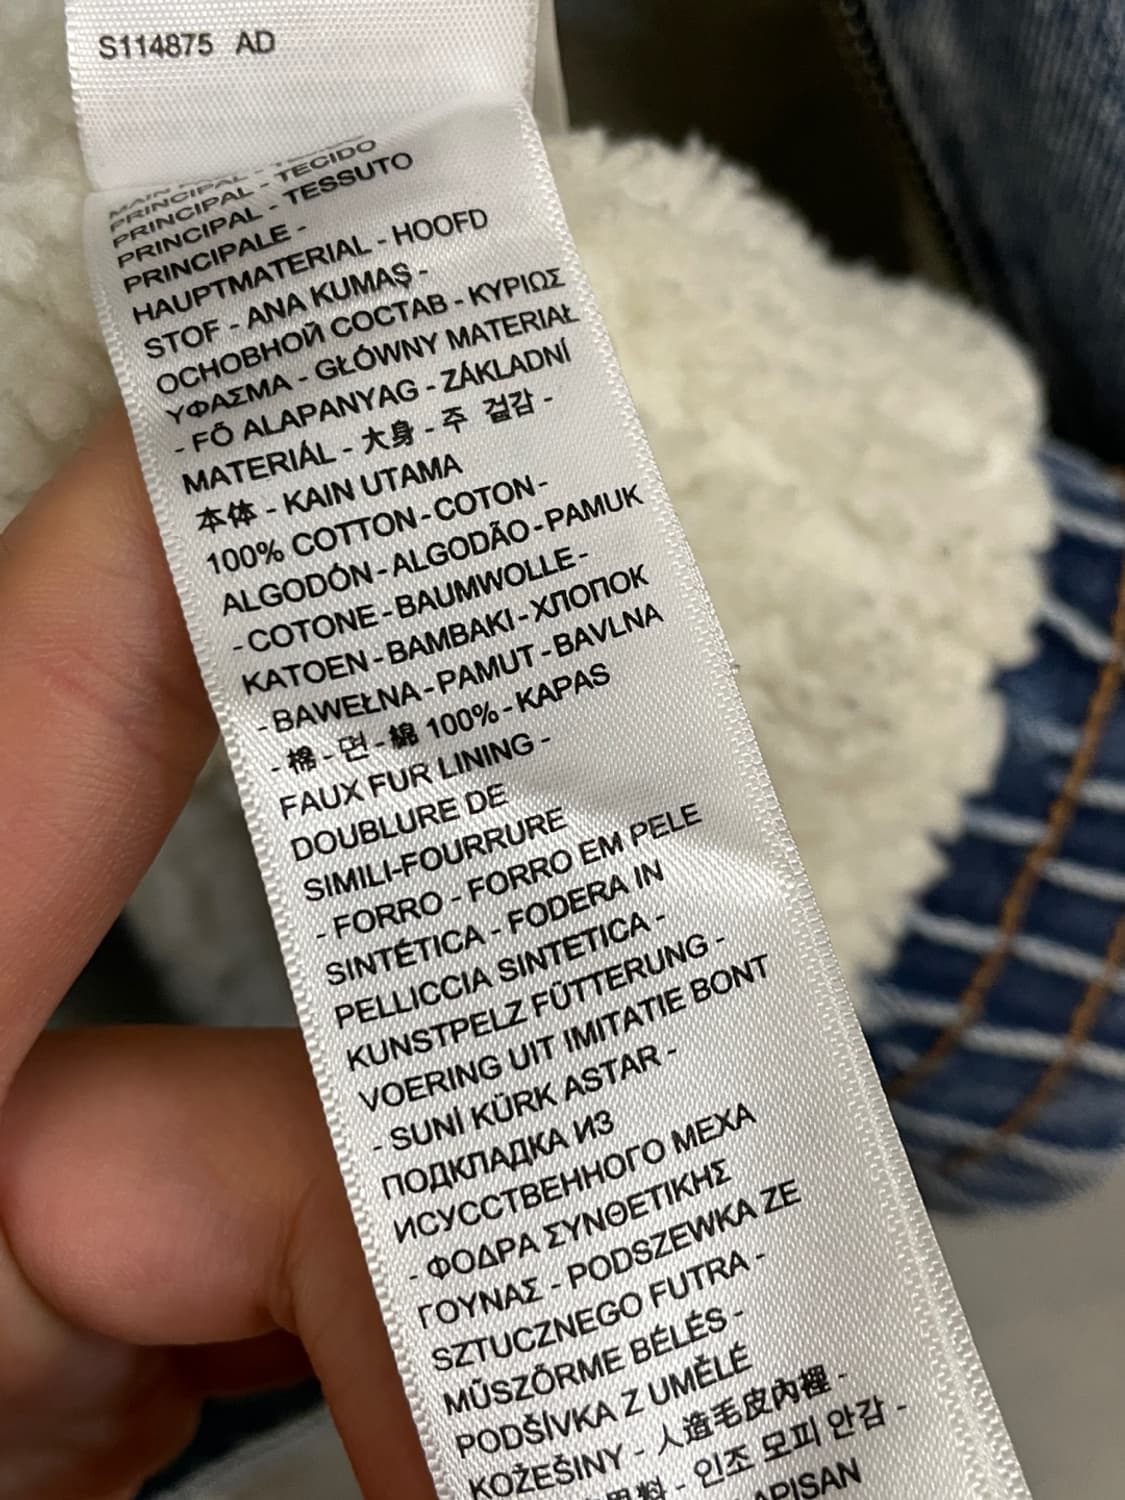 S114875 AD
MAIN
PRINCIPAL - TECIDO
PRINCIPAL - TESSUTO
PRINCIPALE -
HAUPTMATERIAL - HOOFD
STOF - ANA KUMAŞ -
ОСНОВНОЙ СОСТАВ - ΚΥΡΙΩΣ
ΥΦΑΣΜΑ - GŁÓWNY MATERIAŁ
- FŐ ALAPANYAG - ZÁKLADNÍ
MATERIÁL - 大身 - 주 겉감 -
本体 - KAIN UTAMA
100% COTTON - COTON -
ALGODÓN - ALGODÃO - PAMUK
- COTONE - BAUMWOLLE -
KATOEN - BAMBAKI - ХЛОПОК
- BAWEŁNA - PAMUT - BAVLNA
- 棉 - 면 - 綿 100% - KAPAS
FAUX FUR LINING -
DOUBLURE DE
SIMILI-FOURRURE
- FORRO - FORRO EM PELE
SINTÉTICA - FODERA IN
PELLICCIA SINTETICA -
KUNSTPELZ FÜTTERUNG -
VOERING UIT IMITATIE BONT
- SUNİ KÜRK ASTAR -
ПОДКЛАДКА ИЗ
ИСУССТВЕННОГО МЕХА
- ΦΟΔΡΑ ΣΥΝΘΕΤΙΚΗΣ
ΓΟΥΝΑΣ - PODSZEWKA ZE
SZTUCZNEGO FUTRA -
MŰSZŐRME BÉLÉS -
PODŠÍVKA Z UMĚLÉ
KOŽEŠINY - 人造毛皮內裡 -
- 인조 모피 안감 -
APISAN